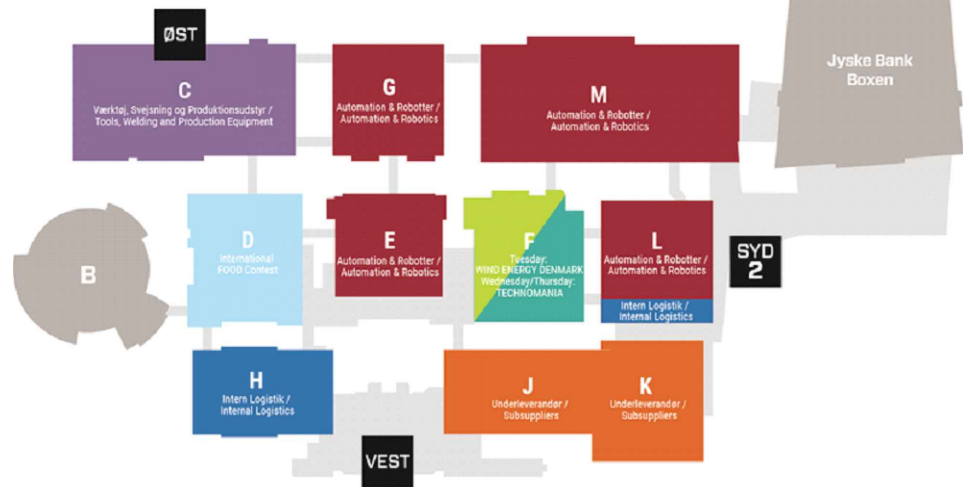 ØST
C
Værktøj, Svejsning og Produktionsudstyr /
Tools, Welding and Production Equipment
G
Automation & Robotter /
Automation & Robotics
M
Automation & Robotter /
Automation & Robotics
Jyske Bank
Boxen
B
D
International
FOOD Contest
E
Automation & Robotter /
Automation & Robotics
F
Tuesday:
WIND ENERGY DENMARK
Wednesday/Thursday:
TECHNOMANIA
L
Automation & Robotter /
Automation & Robotics
Intern Logistik /
Internal Logistics
SYD
2
H
Intern Logistik /
Internal Logistics
J
Underleverandør /
Subsuppliers
K
Underleverandør /
Subsuppliers
VEST